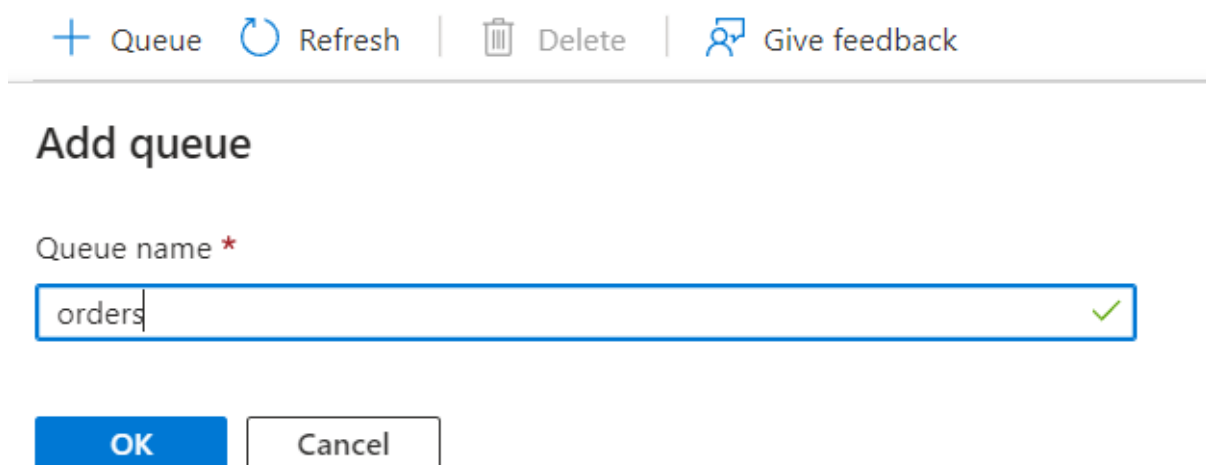 Queue Refresh Delete Give feedback
Add queue
Queue name *
orders
OK Cancel